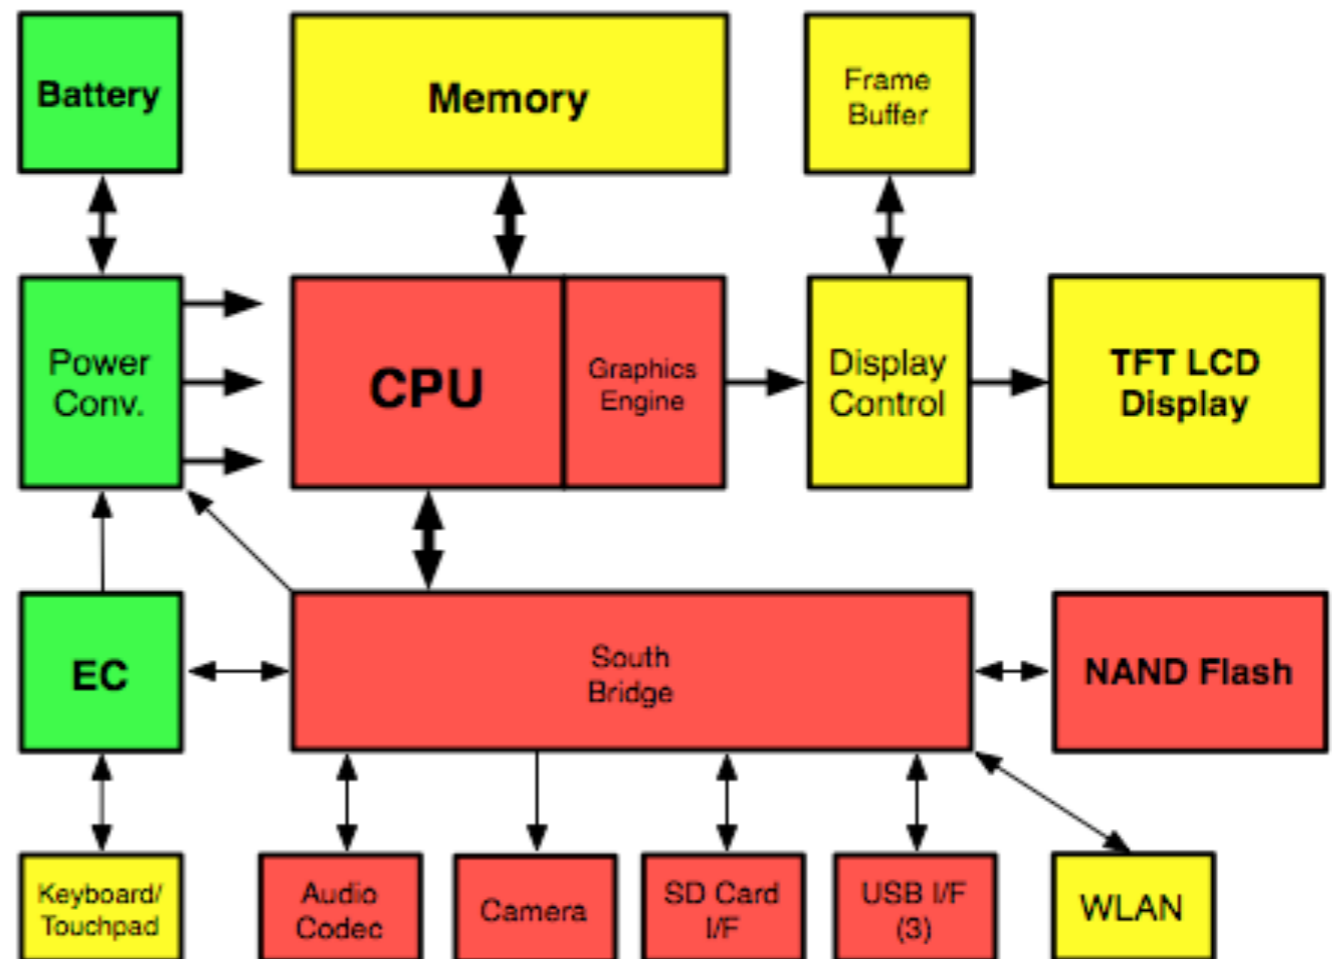 Battery
Memory
Frame
Buffer
Power
Conv.
CPU
Graphics
Engine
Display
Control
TFT LCD
Display
EC
South
Bridge
NAND Flash
Keyboard/
Touchpad
Audio
Codec
Camera
SD Card
I/F
USB I/F
(3)
WLAN